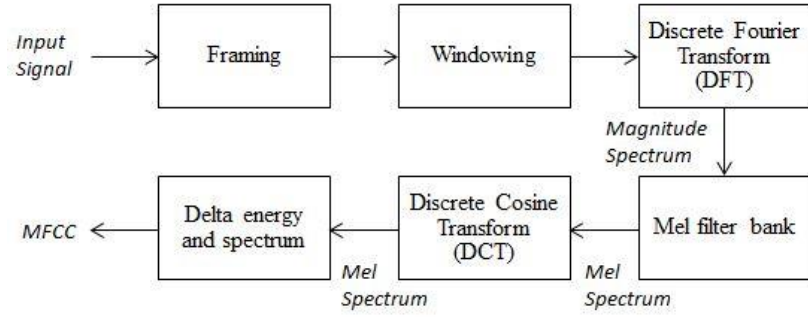 Input
Signal
Framing
Windowing
Discrete Fourier
Transform
(DFT)
Magnitude
Spectrum
MFCC
Delta energy
and spectrum
Mel
Spectrum
Discrete Cosine
Transform
(DCT)
Mel
Spectrum
Mel filter bank